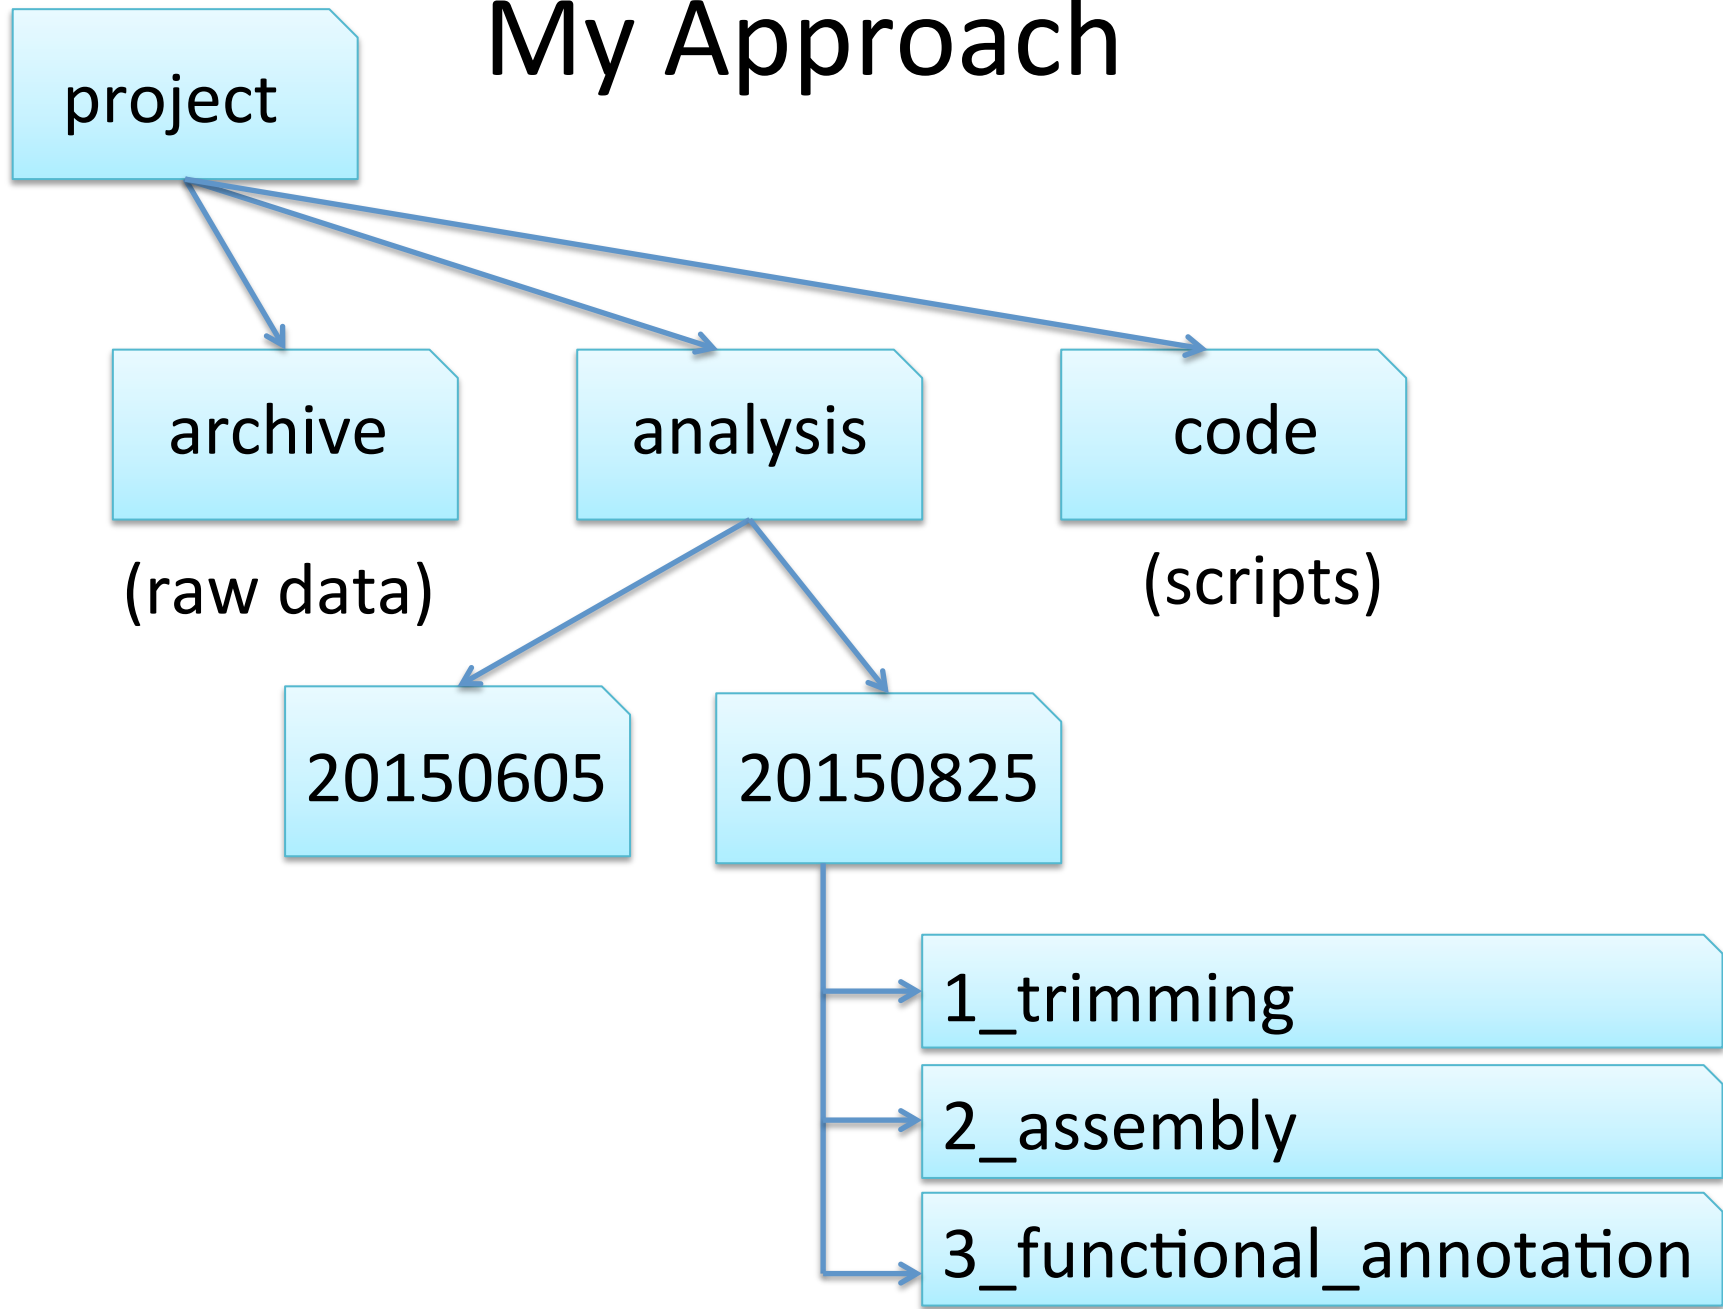 My Approach
project
archive
analysis
code
(raw data)
(scripts)
20150605
20150825
1_trimming
2_assembly
3_functional_annotation